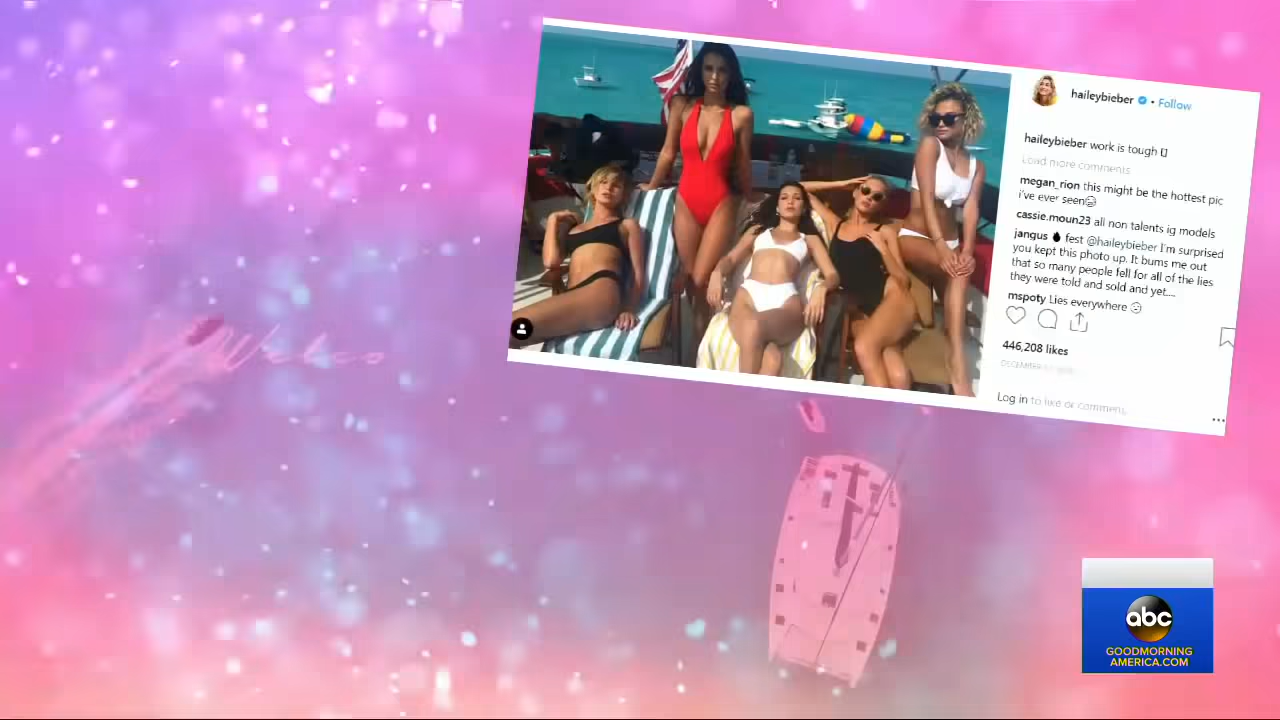 haileybieber • Follow
haileybieber work is tough
Load more comments
megan_rion this might be the hottest pic
i've ever seen
cassie.moun23 all non talents ig models
jangus fest @haileybieber I'm surprised
you kept this photo up. It bums me out
that so many people fell for all of the lies
they were told and sold and yet....
mspoty Lies everywhere
446,208 likes
DECEMBER
Log in to like or comment.
Welco
abc
GOODMORNING
AMERICA.COM